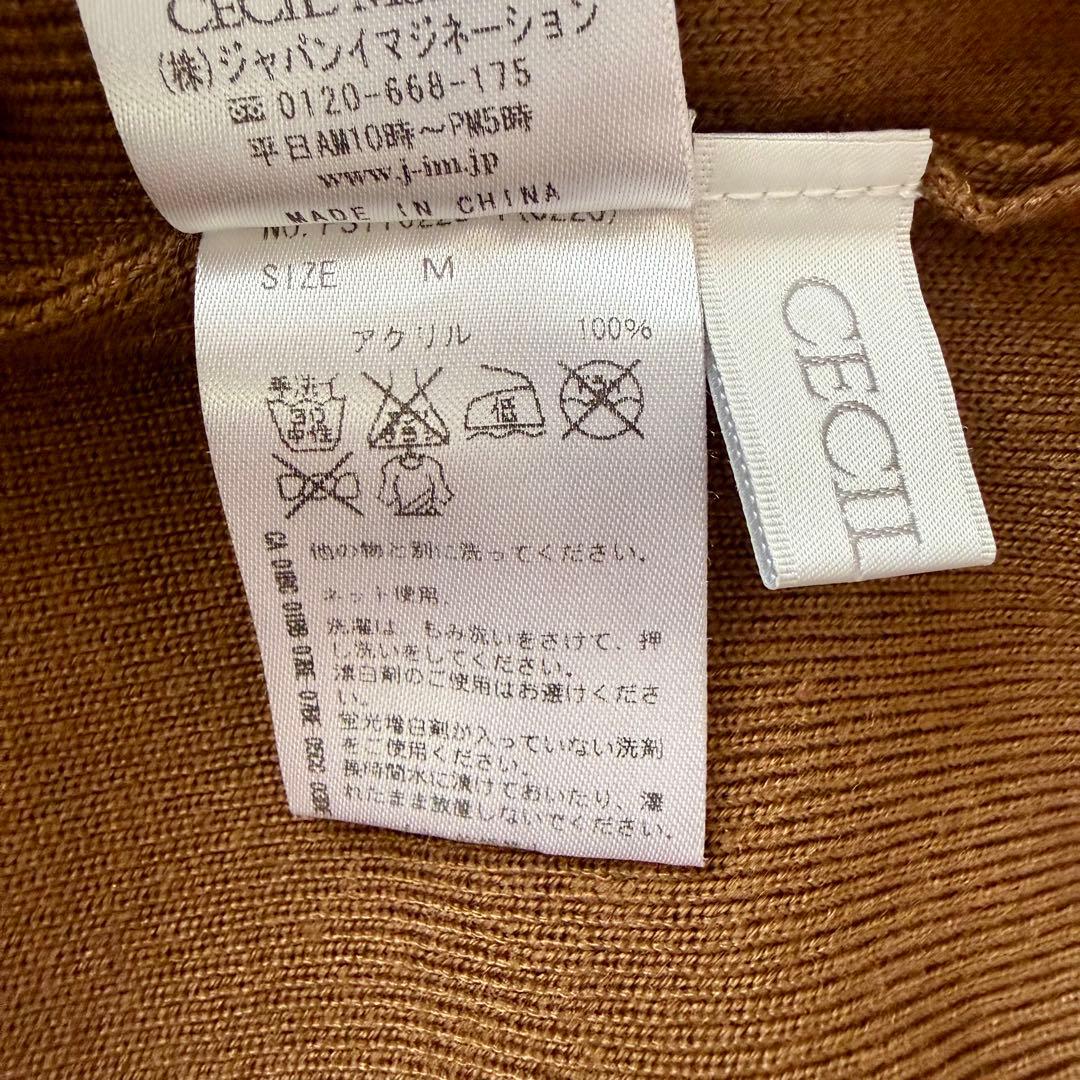 CECIL
(株)ジャパンイマジネーション
0120-668-175
平日AM10時～PM5時
www.j-im.jp
MADE IN CHINA
SIZE M
アクリル 100%
手洗イ
中性
低
他の物と別に洗ってください。
ネット使用。
洗濯は もみ洗いをさけて、押
し洗いをしてください。
漂白剤のご使用はお避けくださ
い。
蛍光増白剤が入っていない洗剤
をご使用ください。
長時間水に漬けておいたり、濡
れたまま放置しないでください。
CECIL